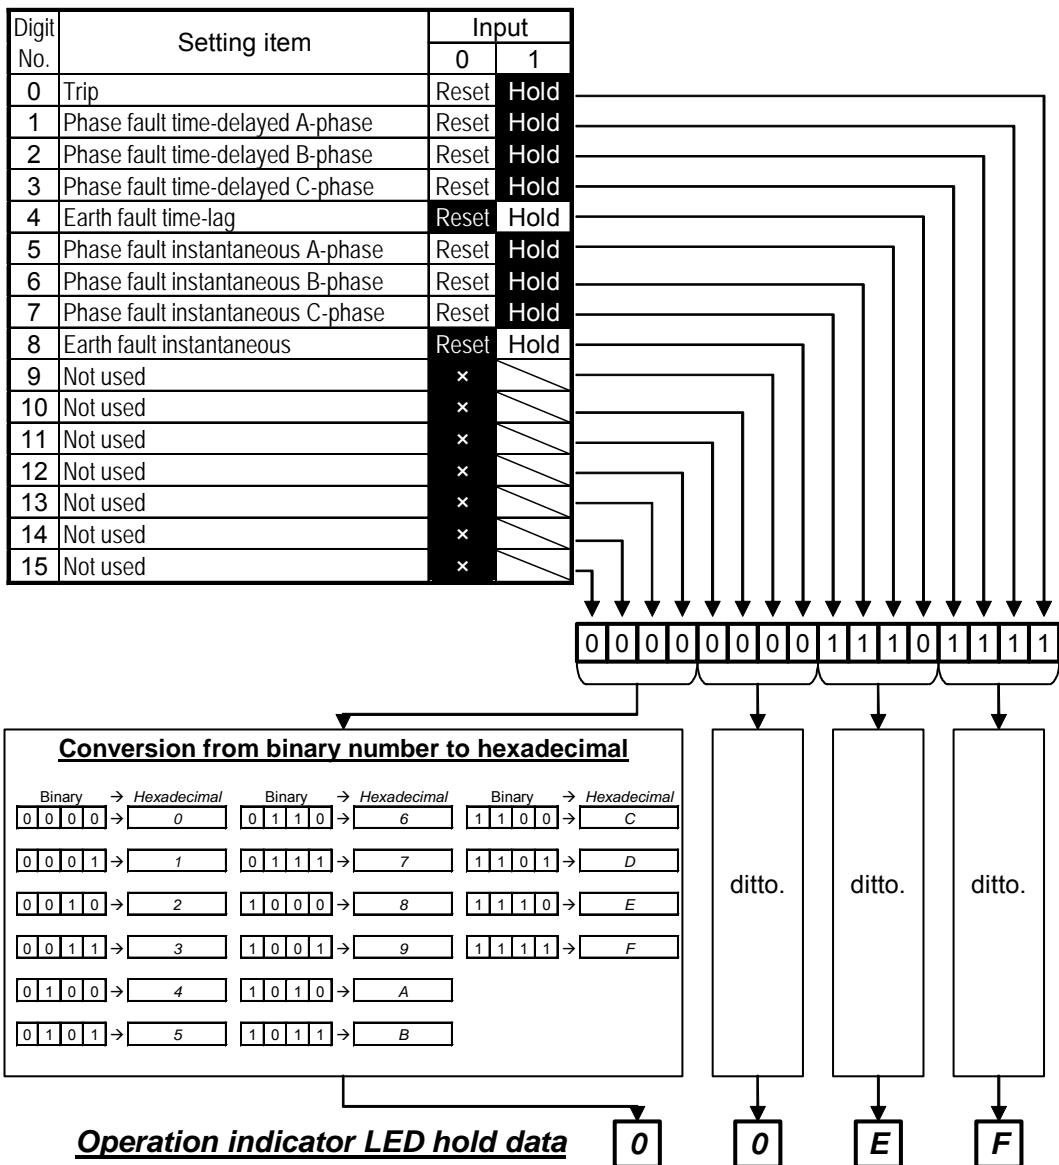 Digit No. Setting item Input
0 1
0 Trip Reset Hold
1 Phase fault time-delayed A-phase Reset Hold
2 Phase fault time-delayed B-phase Reset Hold
3 Phase fault time-delayed C-phase Reset Hold
4 Earth fault time-lag Reset Hold
5 Phase fault instantaneous A-phase Reset Hold
6 Phase fault instantaneous B-phase Reset Hold
7 Phase fault instantaneous C-phase Reset Hold
8 Earth fault instantaneous Reset Hold
9 Not used ×
10 Not used ×
11 Not used ×
12 Not used ×
13 Not used ×
14 Not used ×
15 Not used ×
0 0 0 0 0 0 0 0 1 1 1 0 1 1 1 1
Conversion from binary number to hexadecimal
Binary → Hexadecimal Binary → Hexadecimal Binary → Hexadecimal
0 0 0 0 → 0 0 1 1 0 → 6 1 1 0 0 → C
0 0 0 1 → 1 0 1 1 1 → 7 1 1 0 1 → D
0 0 1 0 → 2 1 0 0 0 → 8 1 1 1 0 → E
0 0 1 1 → 3 1 0 0 1 → 9 1 1 1 1 → F
0 1 0 0 → 4 1 0 1 0 → A
0 1 0 1 → 5 1 0 1 1 → B
ditto. ditto. ditto.
Operation indicator LED hold data 0 0 E F